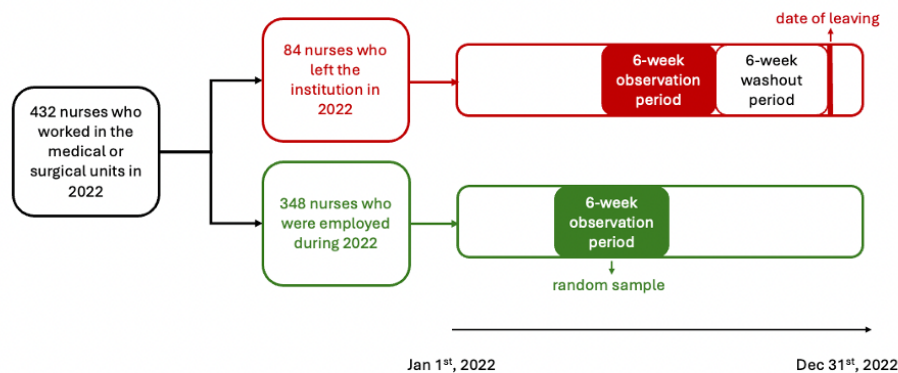 432 nurses who
worked in the
medical or
surgical units in
2022
84 nurses who
left the
institution in
2022
348 nurses who
were employed
during 2022
date of leaving
6-week
observation
period
6-week
washout
period
6-week
observation
period
random sample
Jan 1st, 2022
Dec 31st, 2022